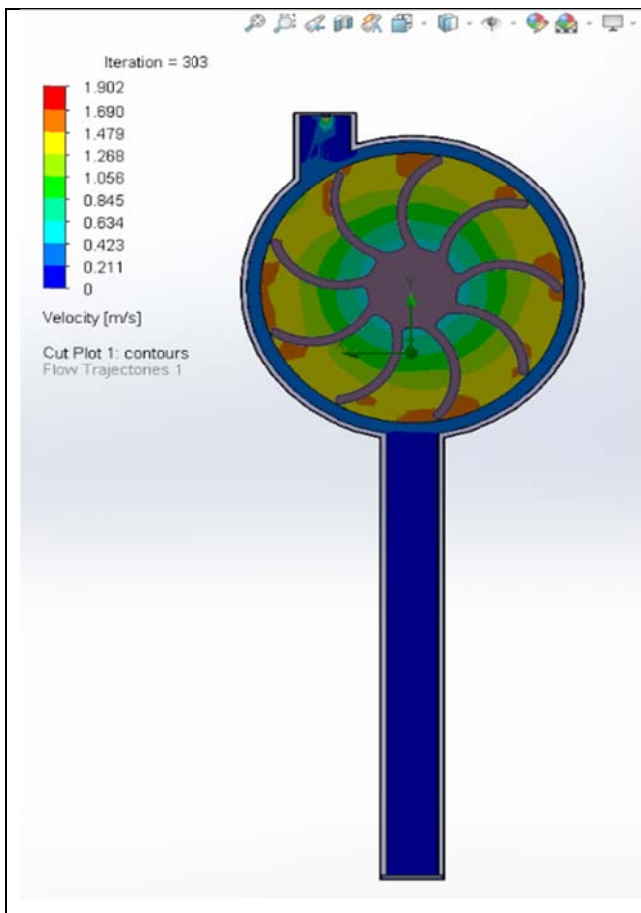 Iteration = 303
1.902
1.690
1.479
1.268
1.056
0.845
0.634
0.423
0.211
0
Velocity [m/s]
Cut Plot 1: contours
Flow Trajectories 1
Y